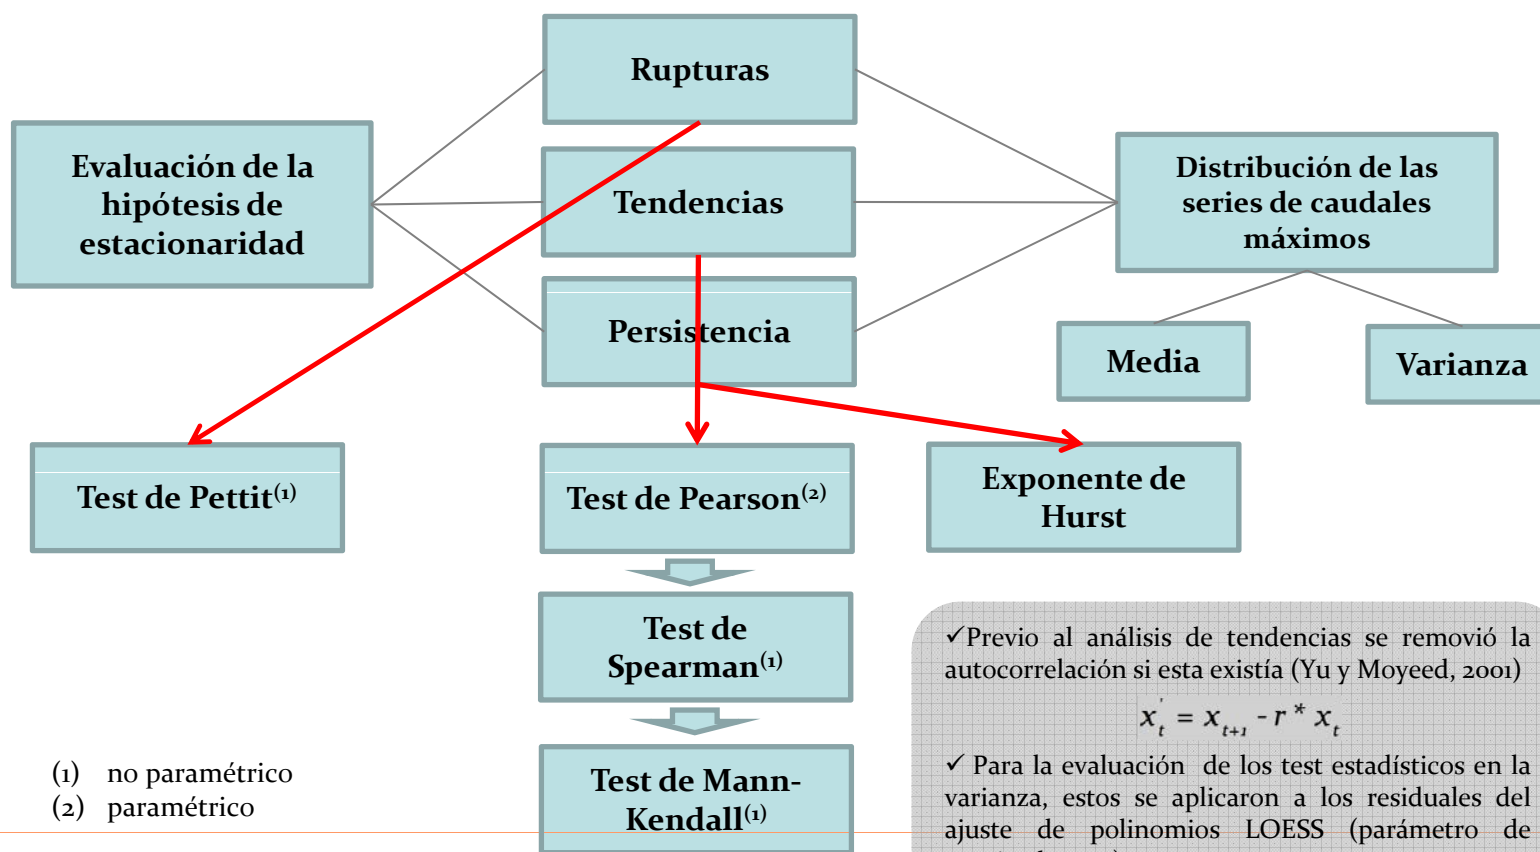 Rupturas
Evaluación de la
hipótesis de
estacionaridad
Tendencias
Distribución de las
series de caudales
máximos
Persistencia
Media
Varianza
Test de Pettit(1)
Test de Pearson(2)
Exponente de
Hurst
Test de
Spearman(1)
Test de Mann-
Kendall(1)
(1) no paramétrico
(2) paramétrico
✓Previo al análisis de tendencias se removió la
autocorrelación si esta existía (Yu y Moyeed, 2001)
x't = xt+1 - r * xt
✓ Para la evaluación de los test estadísticos en la
varianza, estos se aplicaron a los residuales del
ajuste de polinomios LOESS (parámetro de